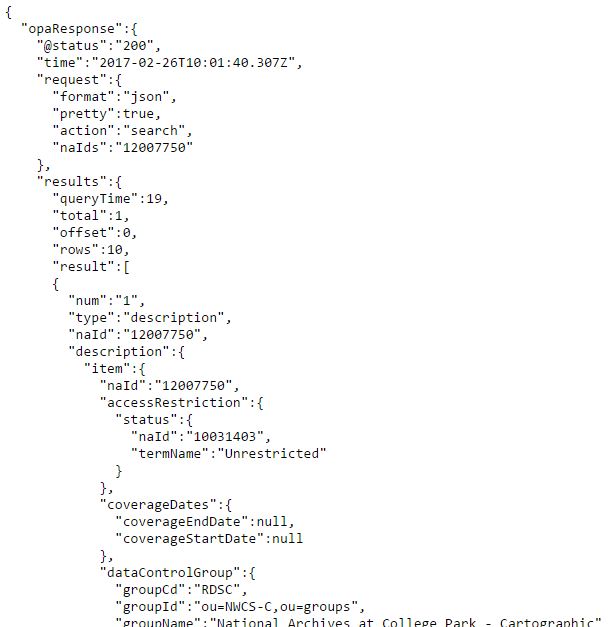 {
"opaResponse":{
"@status":"200",
"time":"2017-02-26T10:01:40.307Z",
"request":{
"format":"json",
"pretty":true,
"action":"search",
"naIds":"12007750"
},
"results":{
"queryTime":19,
"total":1,
"offset":0,
"rows":10,
"result":[
{
"num":"1",
"type":"description",
"naId":"12007750",
"description":{
"item":{
"naId":"12007750",
"accessRestriction":{
"status":{
"naId":"10031403",
"termName":"Unrestricted"
}
},
"coverageDates":{
"coverageEndDate":null,
"coverageStartDate":null
},
"dataControlGroup":{
"groupCd":"RDSC",
"groupId":"ou=NWCS-C,ou=groups",
"groupName":"National Archives at College Park - Cartographic"